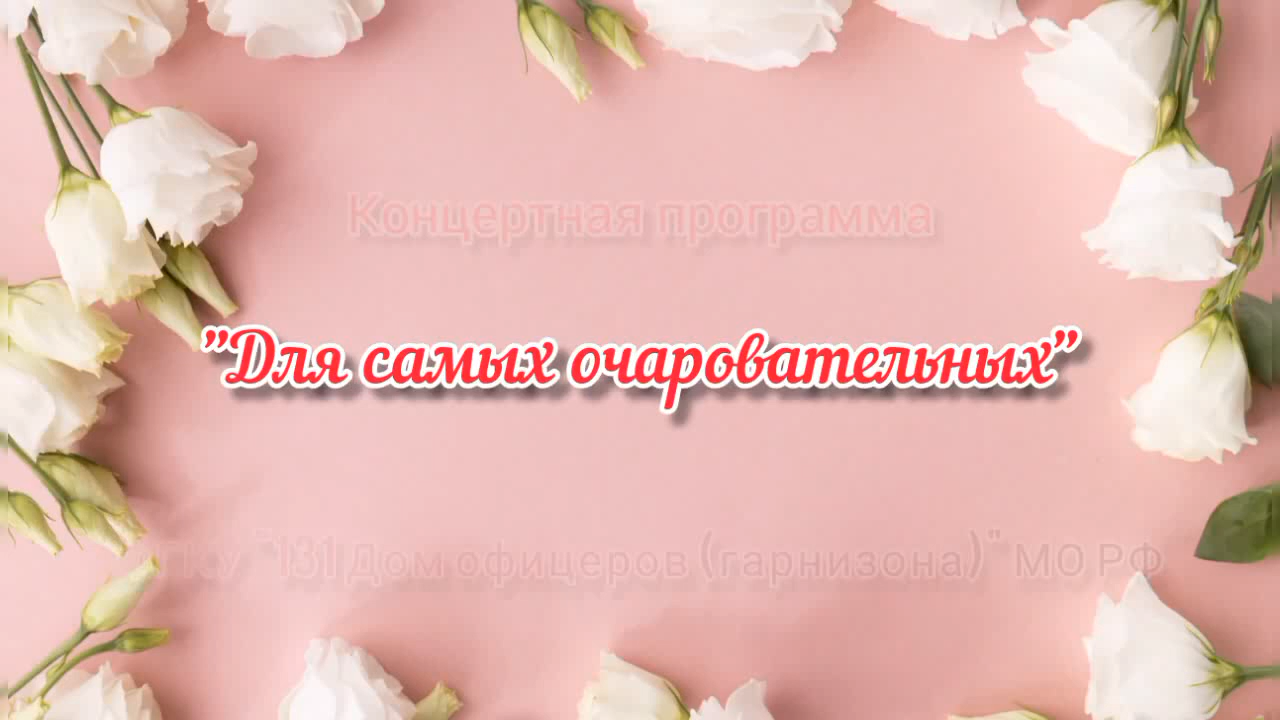 Концертная программа
"Для самых очаровательных"
"131 Дом офицеров (гарнизона)" МО РФ